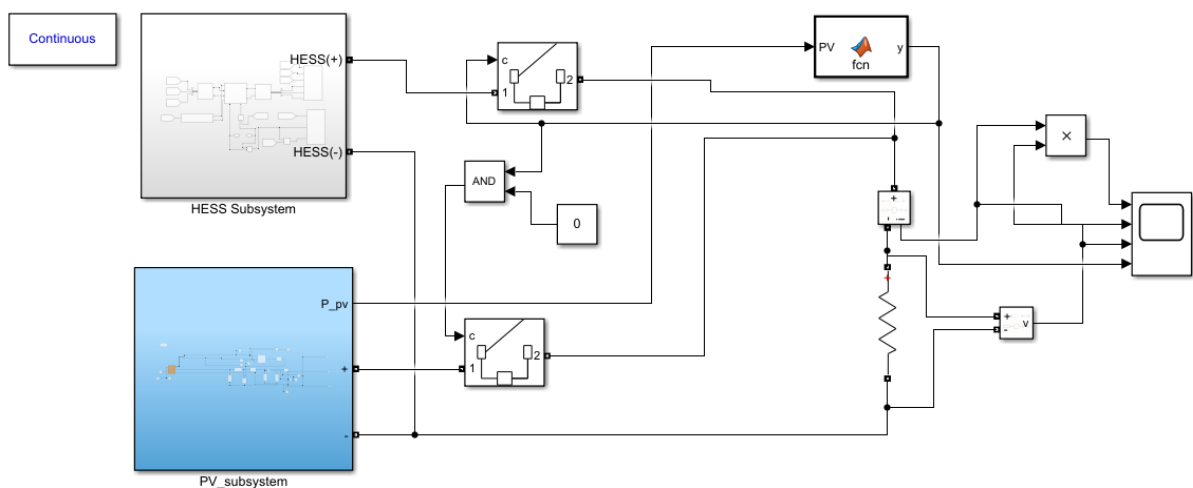 Continuous
HESS(+)
HESS(-)
HESS Subsystem
c
1
2
PV
y
fcn
×
AND
0
+
P_pv
+
-
PV_subsystem
c
1
2
+
+
-
v